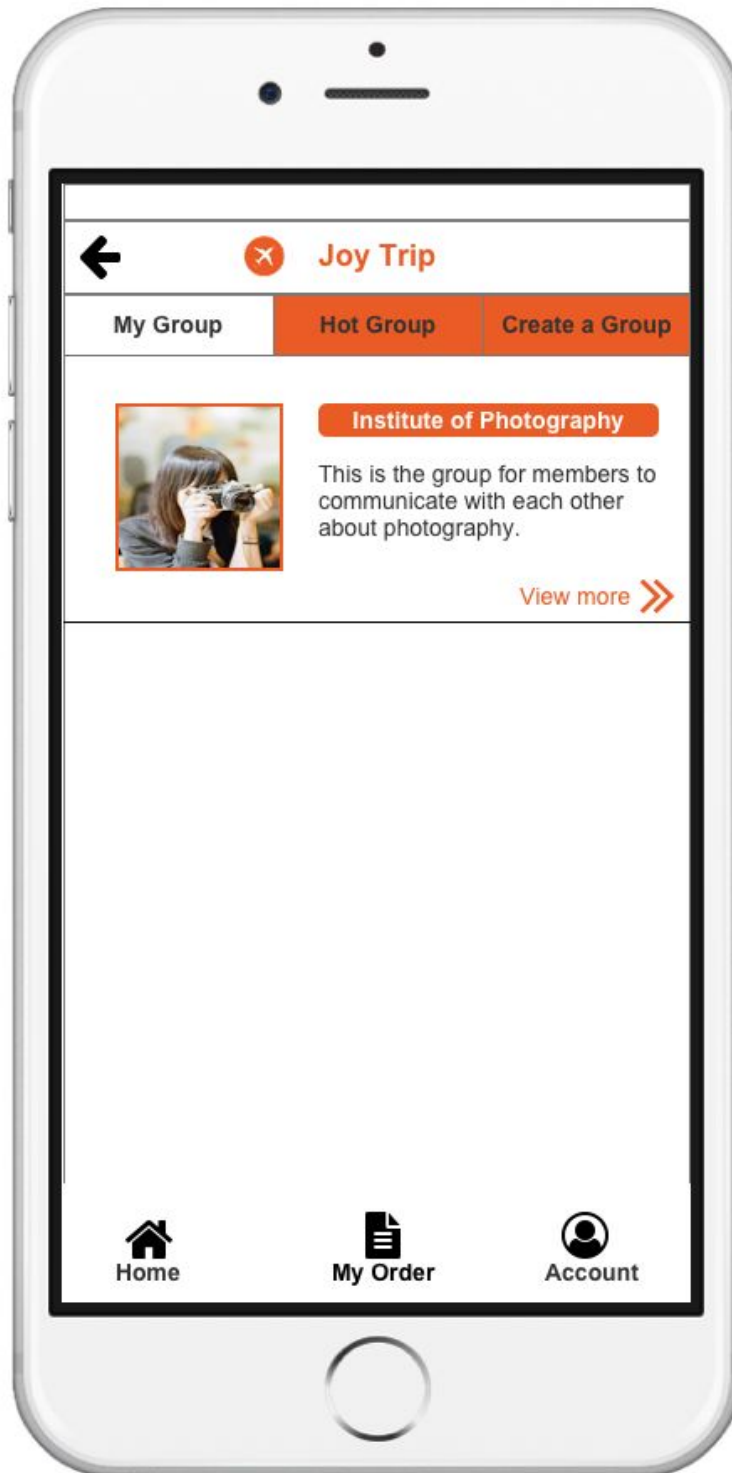 Joy Trip
My Group
Hot Group
Create a Group
Institute of Photography
This is the group for members to
communicate with each other
about photography.
View more
Home
My Order
Account